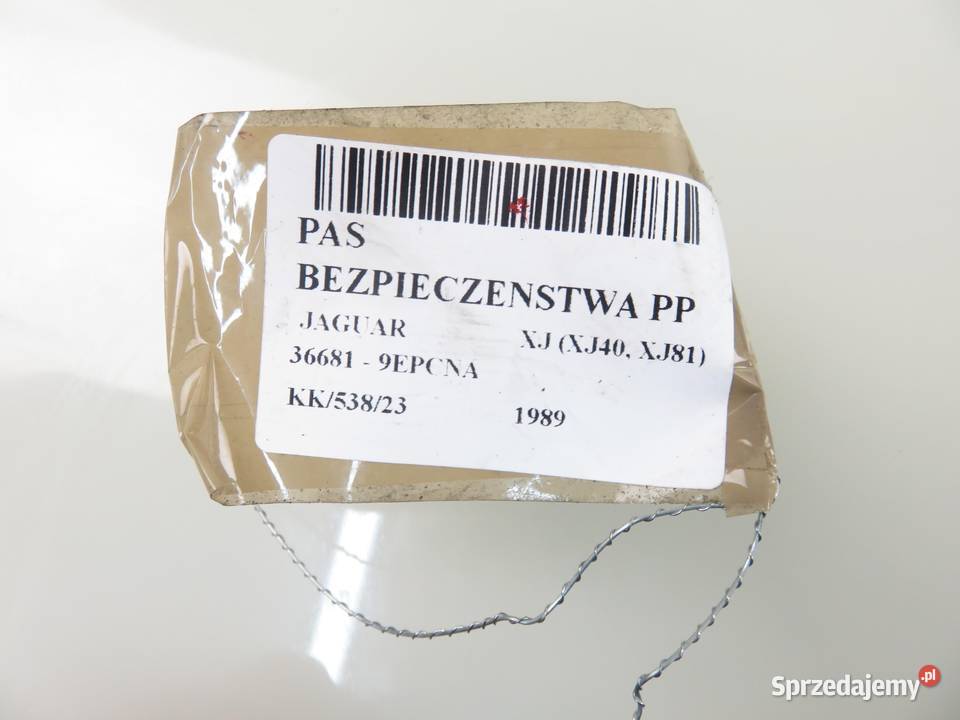 PAS
BEZPIECZENSTWA PP
JAGUAR XJ (XJ40, XJ81)
36681 - 9EPCNA
KK/538/23 1989
Sprzedajemy.pl